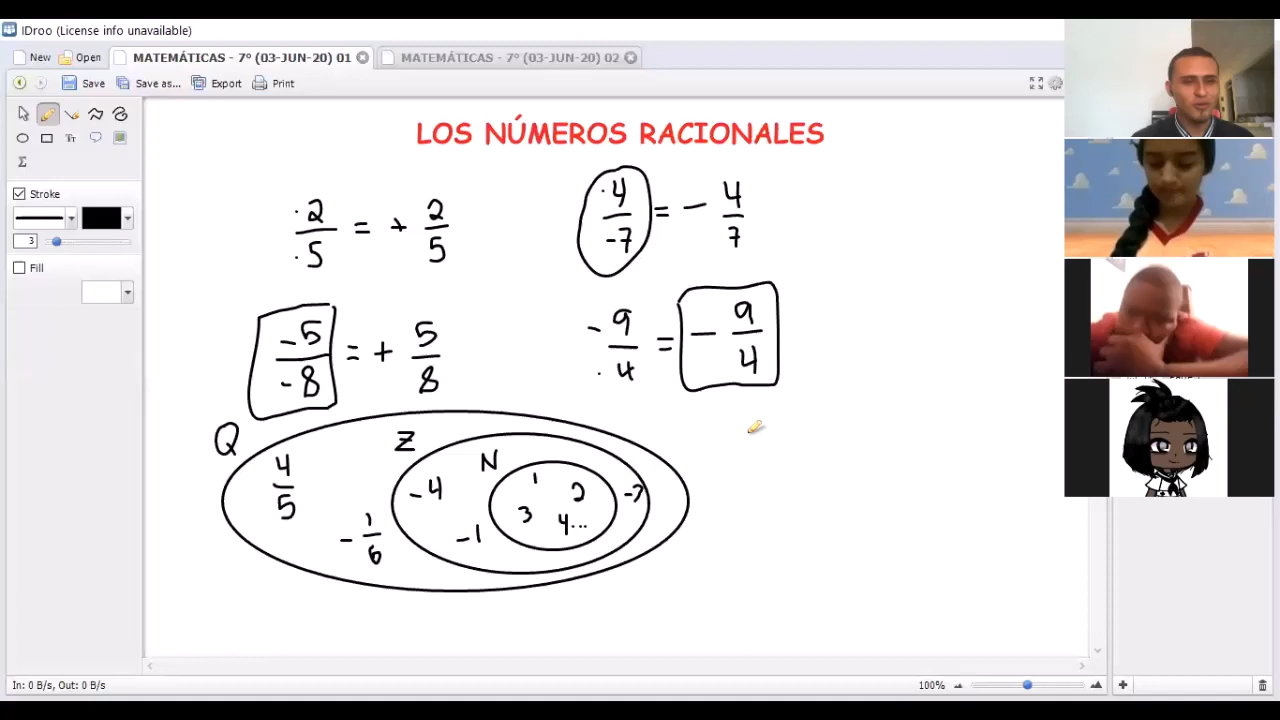 IDroo (License info unavailable)
New Open MATEMÁTICAS - 7º (03-JUN-20) 01 MATEMÁTICAS - 7º (03-JUN-20) 02
Save Save as... Export Print
LOS NÚMEROS RACIONALES
Stroke
3
Fill
·2/·5 = + 2/5
·4/-7 = - 4/7
-5/-8 = + 5/8
-9/·4 = - 9/4
Q
Z
N
4/5
- 1/6
-4
-1
1
2
3
4...
-7
In: 0 B/s, Out: 0 B/s
100%